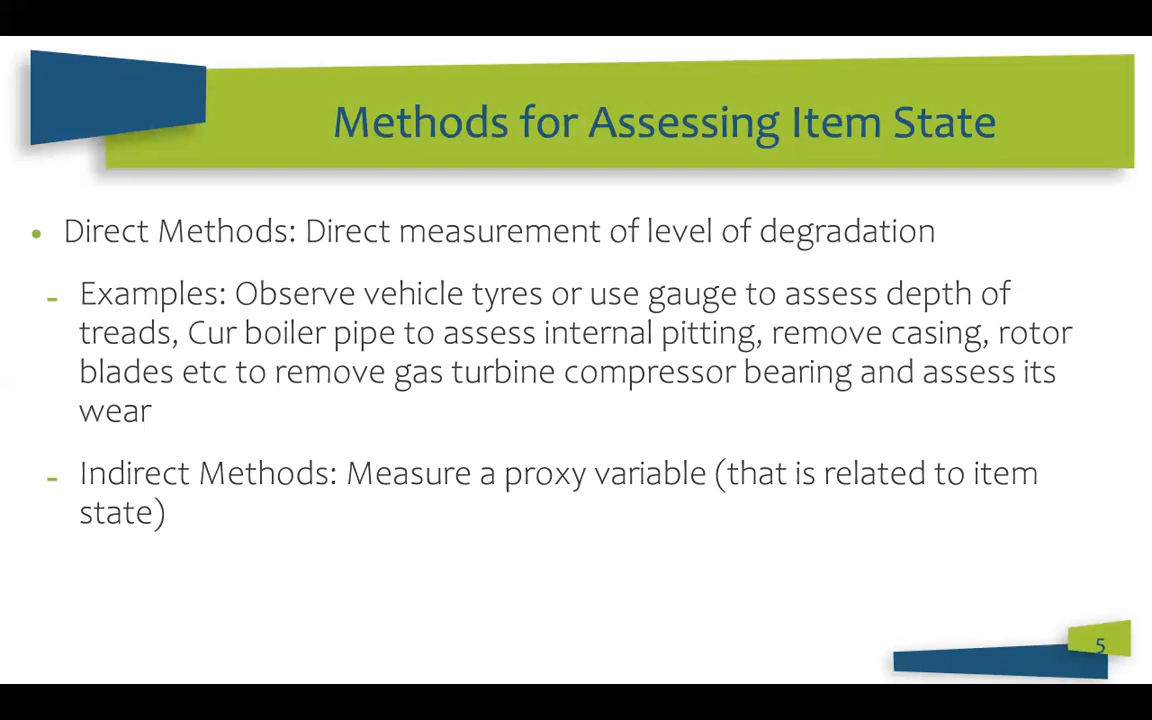 Methods for Assessing Item State
• Direct Methods: Direct measurement of level of degradation
- Examples: Observe vehicle tyres or use gauge to assess depth of
treads, Cur boiler pipe to assess internal pitting, remove casing, rotor
blades etc to remove gas turbine compressor bearing and assess its
wear
- Indirect Methods: Measure a proxy variable (that is related to item
state)
5